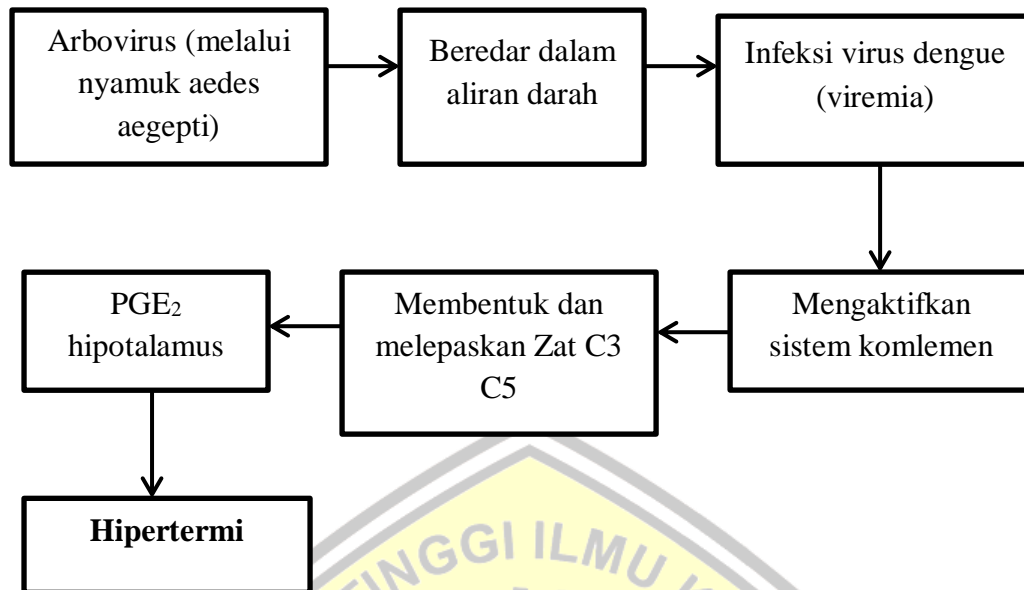 Arbovirus (melalui
nyamuk aedes
aegepti)
Beredar dalam
aliran darah
Infeksi virus dengue
(viremia)
Mengaktifkan
sistem komlemen
Membentuk dan
melepaskan Zat C3
C5
PGE₂
hipotalamus
Hipertermi
TINGGI ILMU